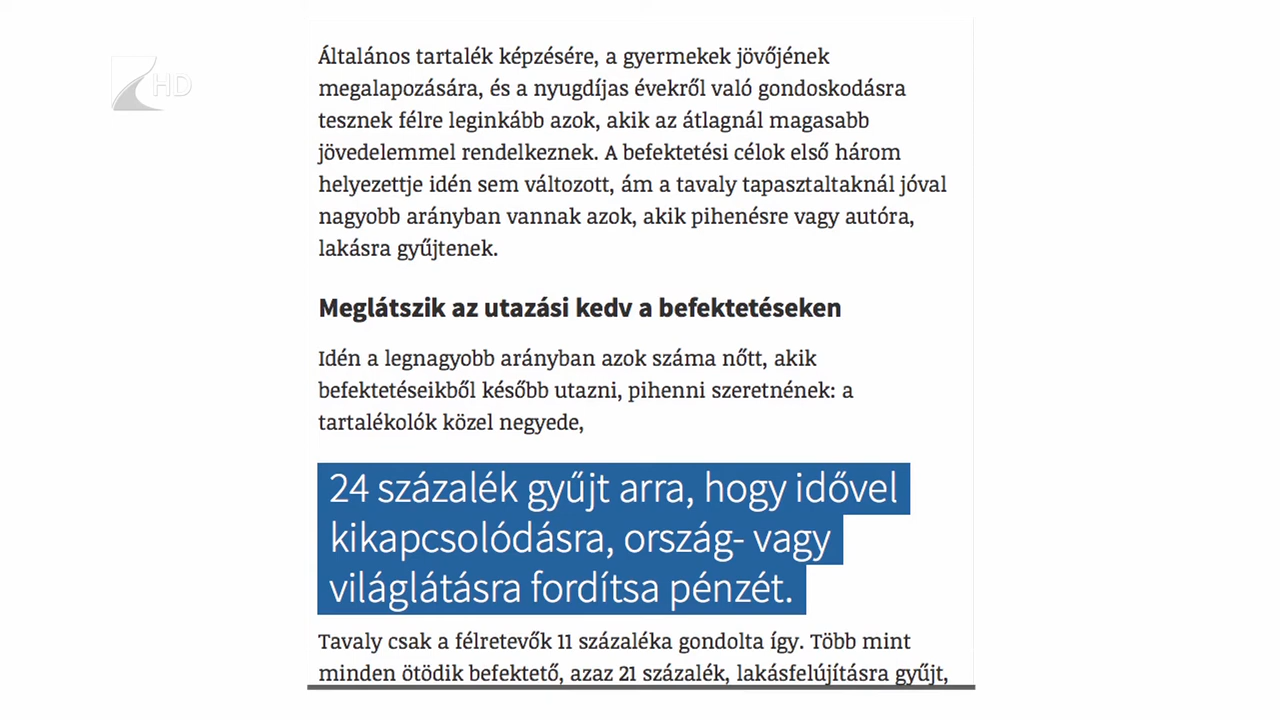 HD
Általános tartalék képzésére, a gyermekek jövőjének
megalapozására, és a nyugdíjas évekről való gondoskodásra
tesznek félre leginkább azok, akik az átlagnál magasabb
jövedelemmel rendelkeznek. A befektetési célok első három
helyezettje idén sem változott, ám a tavaly tapasztaltaknál jóval
nagyobb arányban vannak azok, akik pihenésre vagy autóra,
lakásra gyűjtenek.
Meglátszik az utazási kedv a befektetéseken
Idén a legnagyobb arányban azok száma nőtt, akik
befektetéseikből később utazni, pihenni szeretnének: a
tartalékolók közel negyede,
24 százalék gyűjt arra, hogy idővel
kikapcsolódásra, ország- vagy
világlátásra fordítsa pénzét.
Tavaly csak a félretevők 11 százaléka gondolta így. Több mint
minden ötödik befektető, azaz 21 százalék, lakásfelújításra gyűjt,